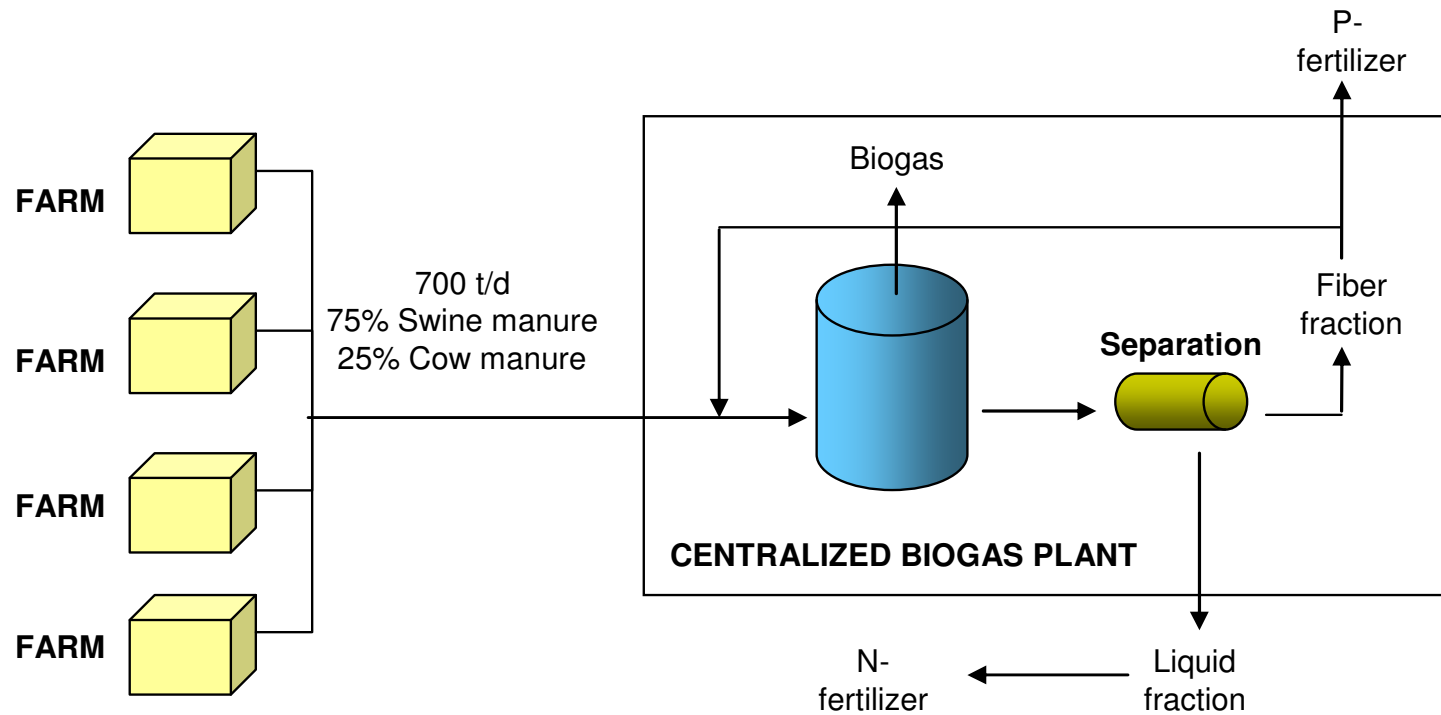 P-
fertilizer
Biogas
FARM
700 t/d
75% Swine manure
25% Cow manure
Fiber
fraction
FARM
Separation
FARM
CENTRALIZED BIOGAS PLANT
FARM
N-
fertilizer
Liquid
fraction